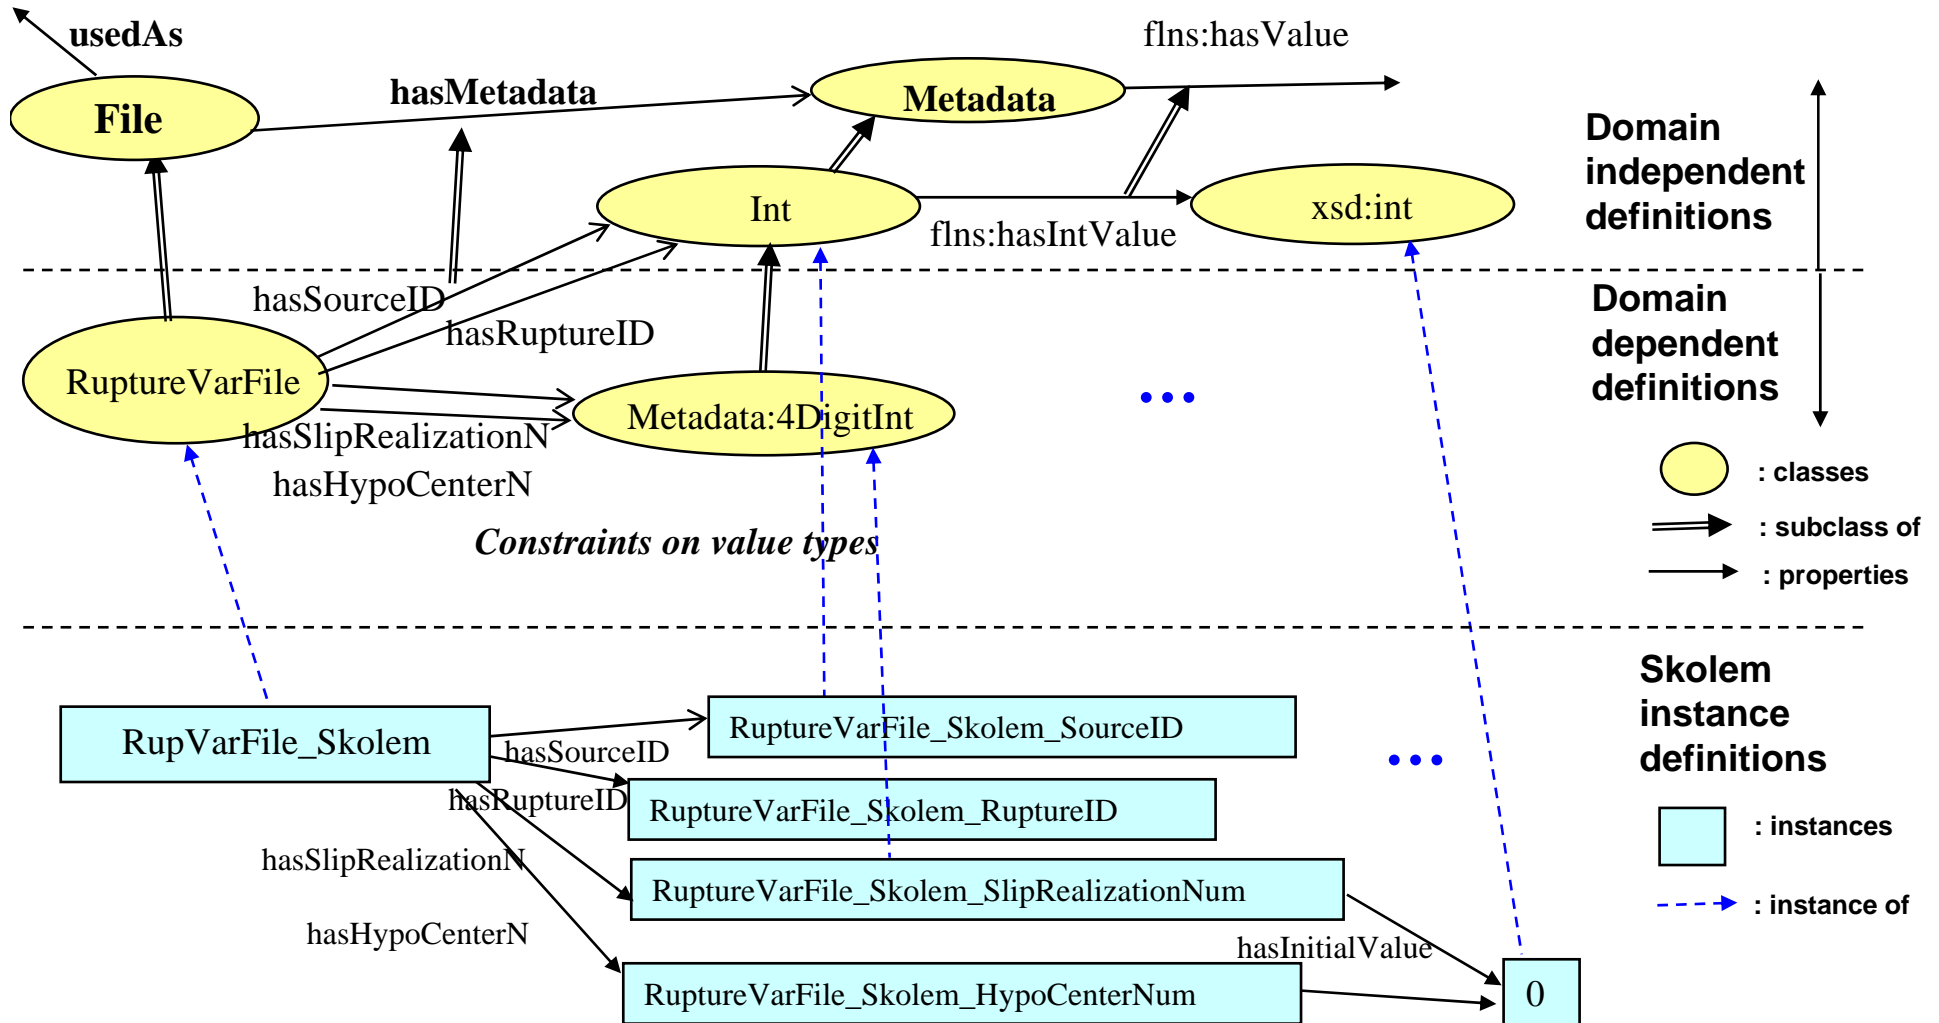 usedAs
flns:hasValue
hasMetadata
Metadata
File
Domain
independent
definitions
Int
xsd:int
flns:hasIntValue
hasSourceID
hasRuptureID
Domain
dependent
definitions
RuptureVarFile
Metadata:4DigitInt
...
hasSlipRealizationN
hasHypoCenterN
: classes
: subclass of
: properties
Constraints on value types
Skolem
instance
definitions
RupVarFile_Skolem
RuptureVarFile_Skolem_SourceID
hasSourceID
...
hasRuptureID
RuptureVarFile_Skolem_RuptureID
: instances
hasSlipRealizationN
RuptureVarFile_Skolem_SlipRealizationNum
: instance of
hasHypoCenterN
hasInitialValue
RuptureVarFile_Skolem_HypoCenterNum
0